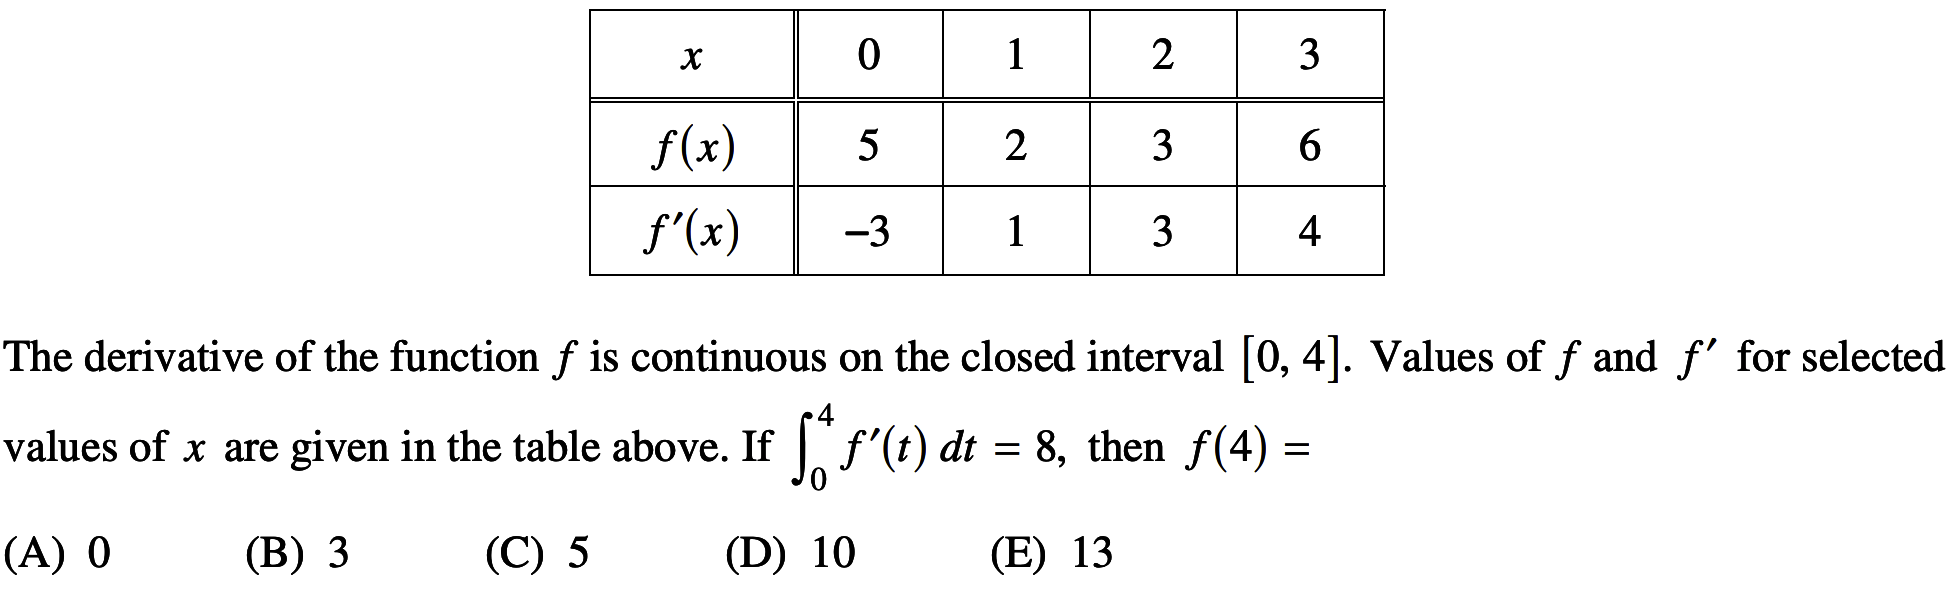 x 0 1 2 3
f(x) 5 2 3 6
f′(x) −3 1 3 4
The derivative of the function f is continuous on the closed interval [0, 4]. Values of f and f′ for selected
values of x are given in the table above. If ∫₀⁴ f′(t) dt = 8, then f(4) =
(A) 0 (B) 3 (C) 5 (D) 10 (E) 13